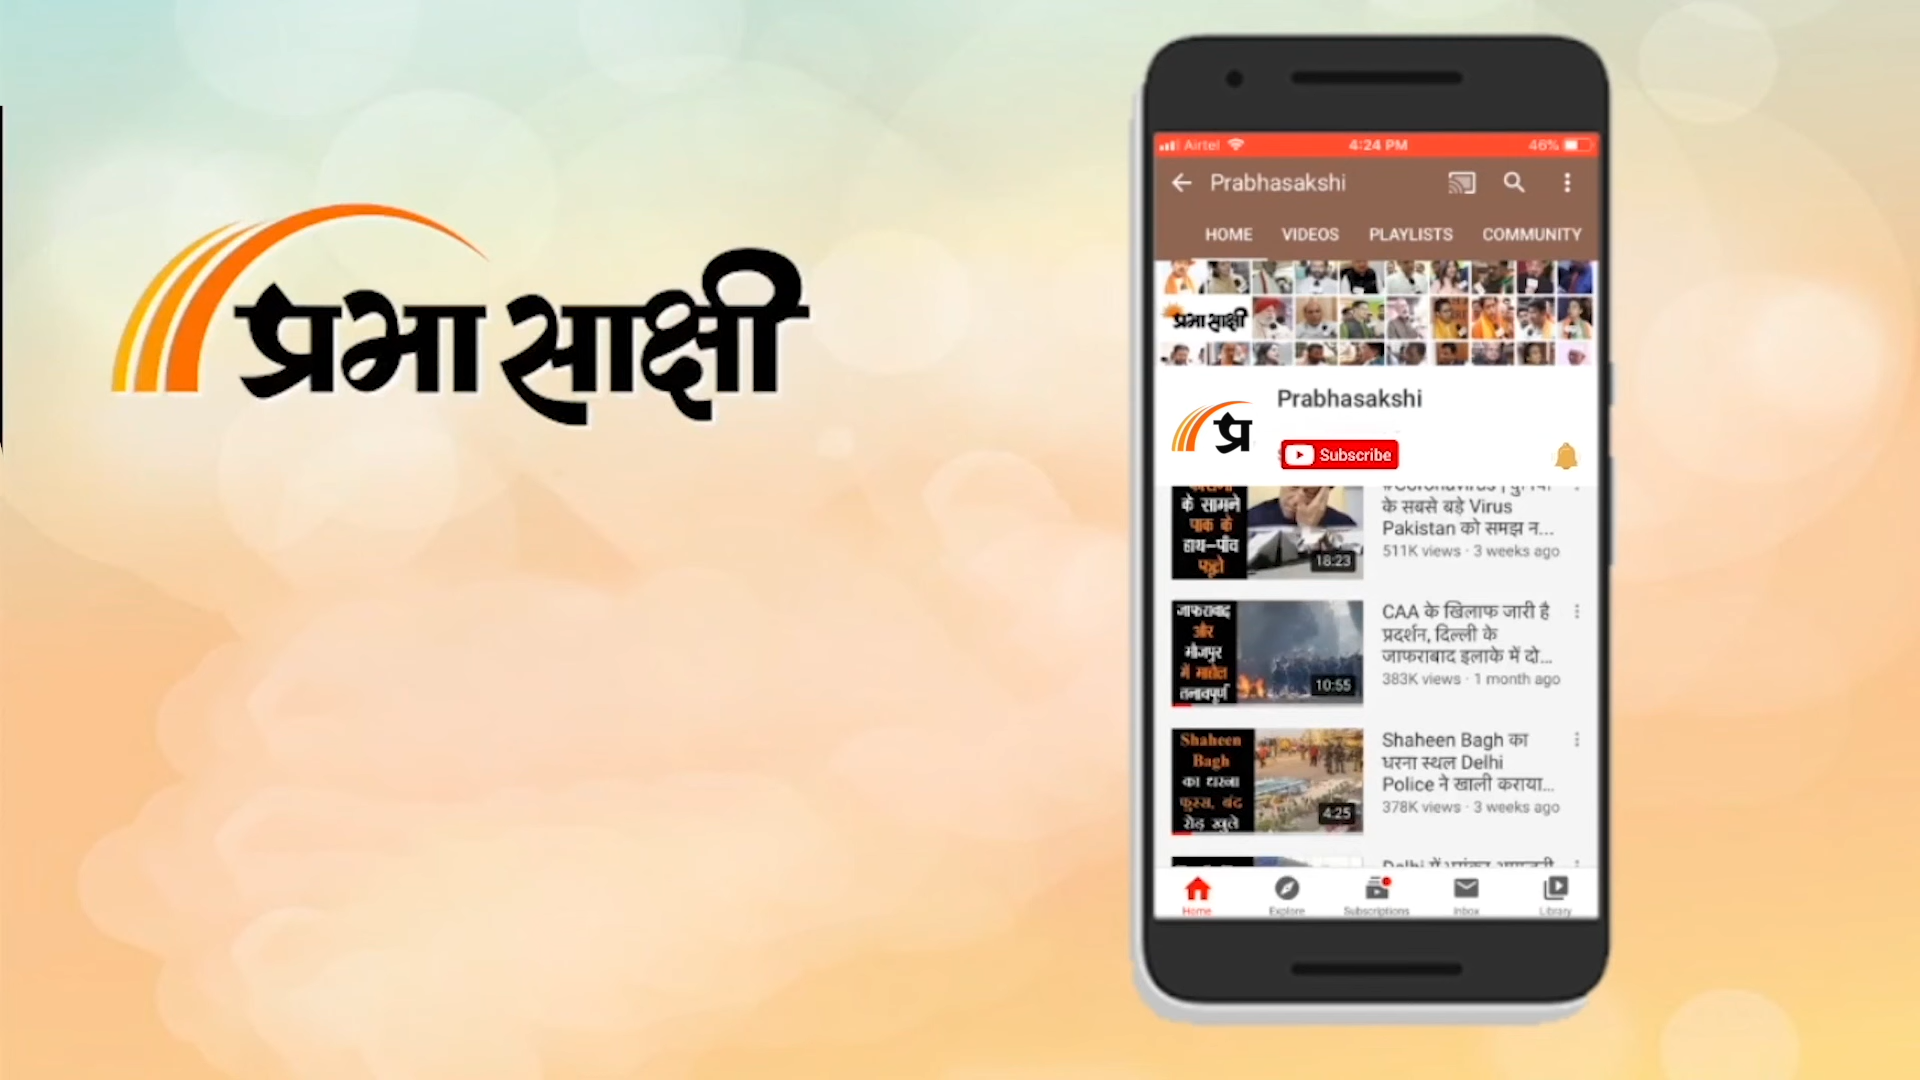 प्रभासाक्षी
Airtel 4:24 PM 46%
Prabhasakshi
HOME VIDEOS PLAYLISTS COMMUNITY
प्रभासाक्षी
Prabhasakshi
प्र
Subscribe
के सामने
पाक के
हाथ-पाँव
फूले
18:23
#Coronavirus
के सबसे बड़े Virus
Pakistan को समझ न...
511K views · 3 weeks ago
जाफराबाद
और
मौजपुर
में माहौल
तनावपूर्ण
10:55
CAA के खिलाफ जारी है
प्रदर्शन, दिल्ली के
जाफराबाद इलाके में दो...
383K views · 1 month ago
Shaheen
Bagh
का धरना
फुस्स, बंद
रोड खुले
4:25
Shaheen Bagh का
धरना स्थल Delhi
Police ने खाली कराया...
378K views · 3 weeks ago
Delhi में
Home Explore Subscriptions Inbox Library